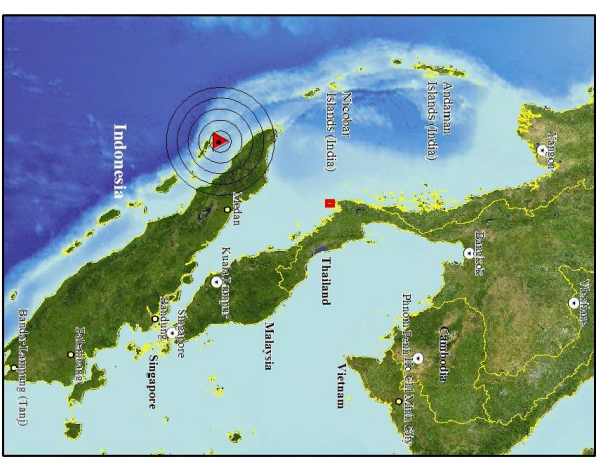 Vientiane
Yangon
Bangkok
Andaman
Islands (India)
Cambodia
Phnom Penh
Ho Chi Minh City
Nicobar
Islands (India)
Vietnam
Thailand
Malaysia
Medan
Kuala Lumpur
Singapore
Singapore
Indonesia
Palembang
Bandar Lampung (Tanj)